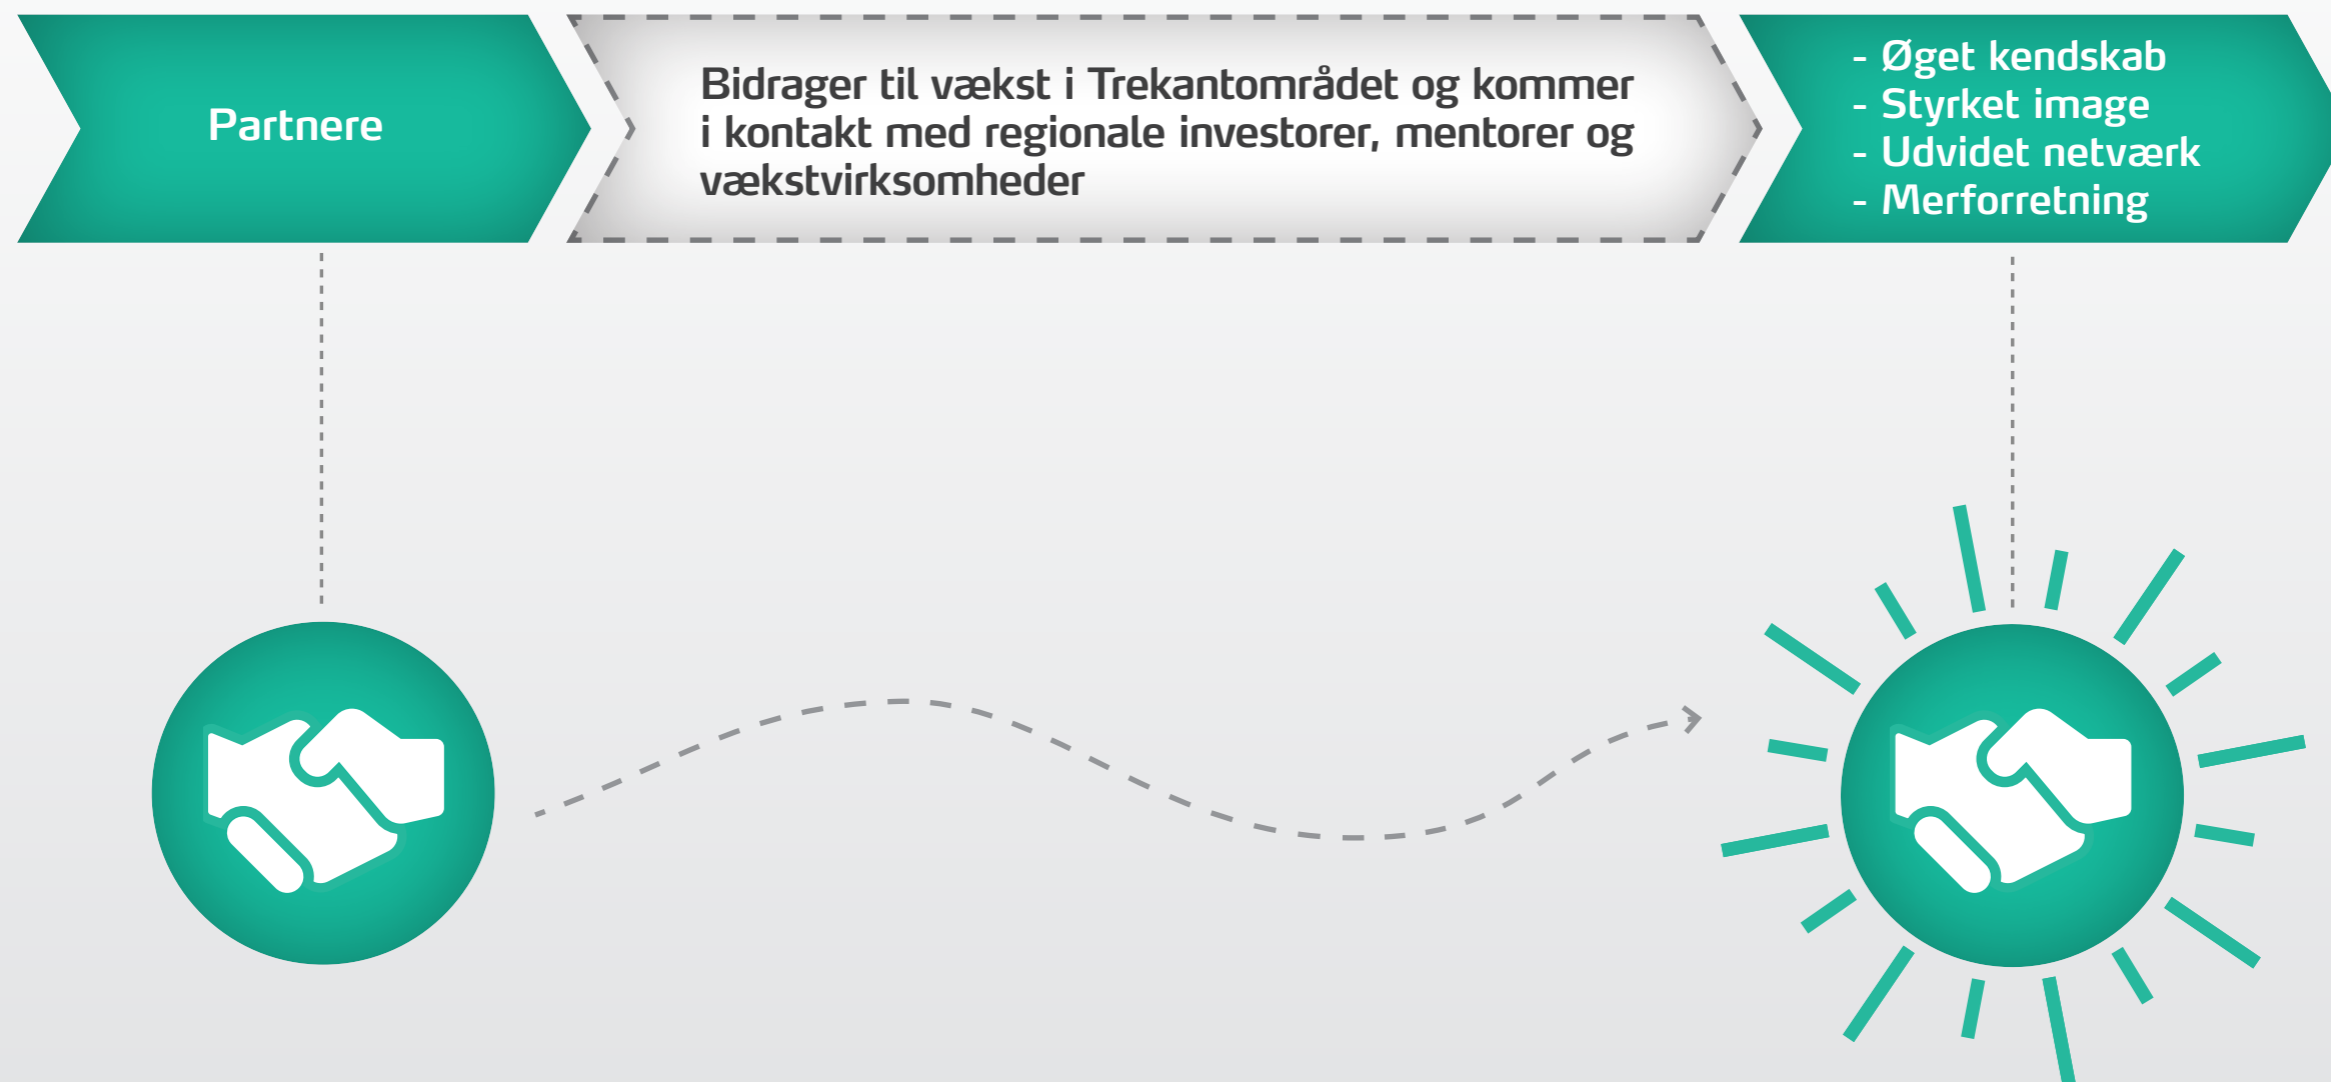 Partnere
Bidrager til vækst i Trekantområdet og kommer
i kontakt med regionale investorer, mentorer og
vækstvirksomheder
- Øget kendskab
- Styrket image
- Udvidet netværk
- Merforretning